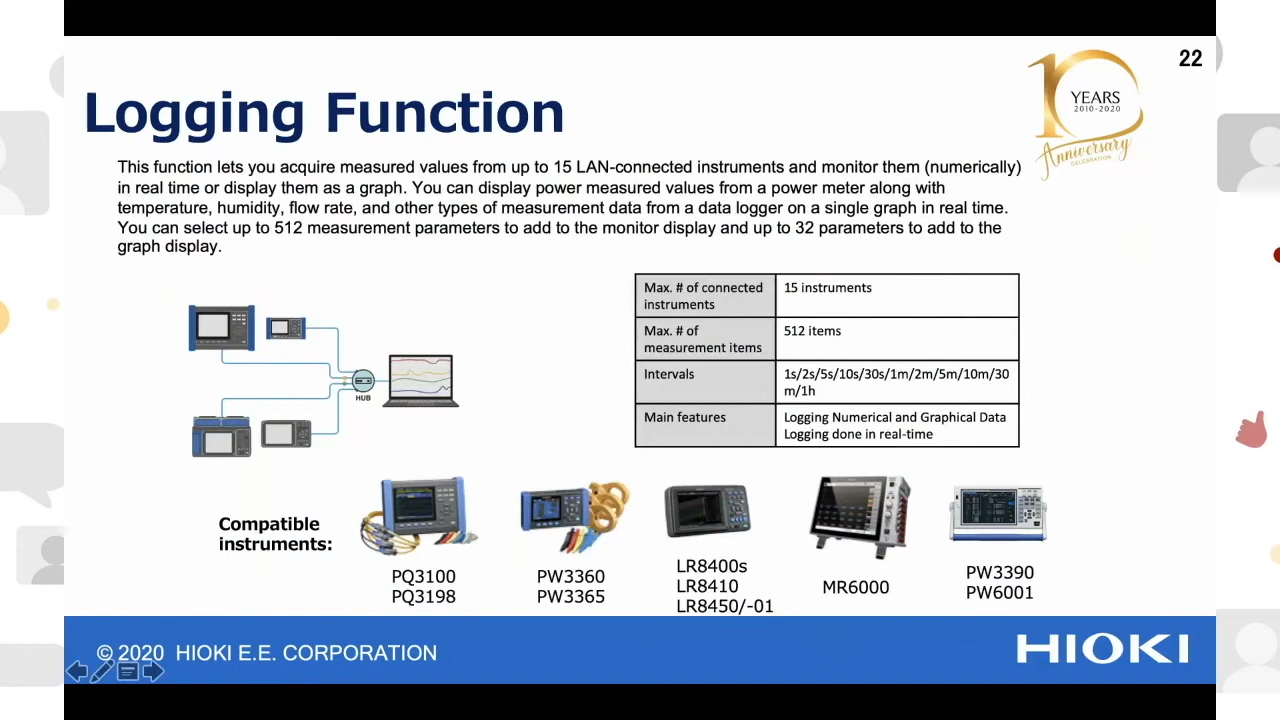 22
YEARS
2010-2020
Anniversary
CELEBRATION
Logging Function
This function lets you acquire measured values from up to 15 LAN-connected instruments and monitor them (numerically)
in real time or display them as a graph. You can display power measured values from a power meter along with
temperature, humidity, flow rate, and other types of measurement data from a data logger on a single graph in real time.
You can select up to 512 measurement parameters to add to the monitor display and up to 32 parameters to add to the
graph display.
Max. # of connected
instruments
15 instruments
Max. # of
measurement items
512 items
Intervals
1s/2s/5s/10s/30s/1m/2m/5m/10m/30
m/1h
Main features
Logging Numerical and Graphical Data
Logging done in real-time
HUB
Compatible
instruments:
PQ3100
PQ3198
PW3360
PW3365
LR8400s
LR8410
LR8450/-01
MR6000
PW3390
PW6001
© 2020 HIOKI E.E. CORPORATION
HIOKI